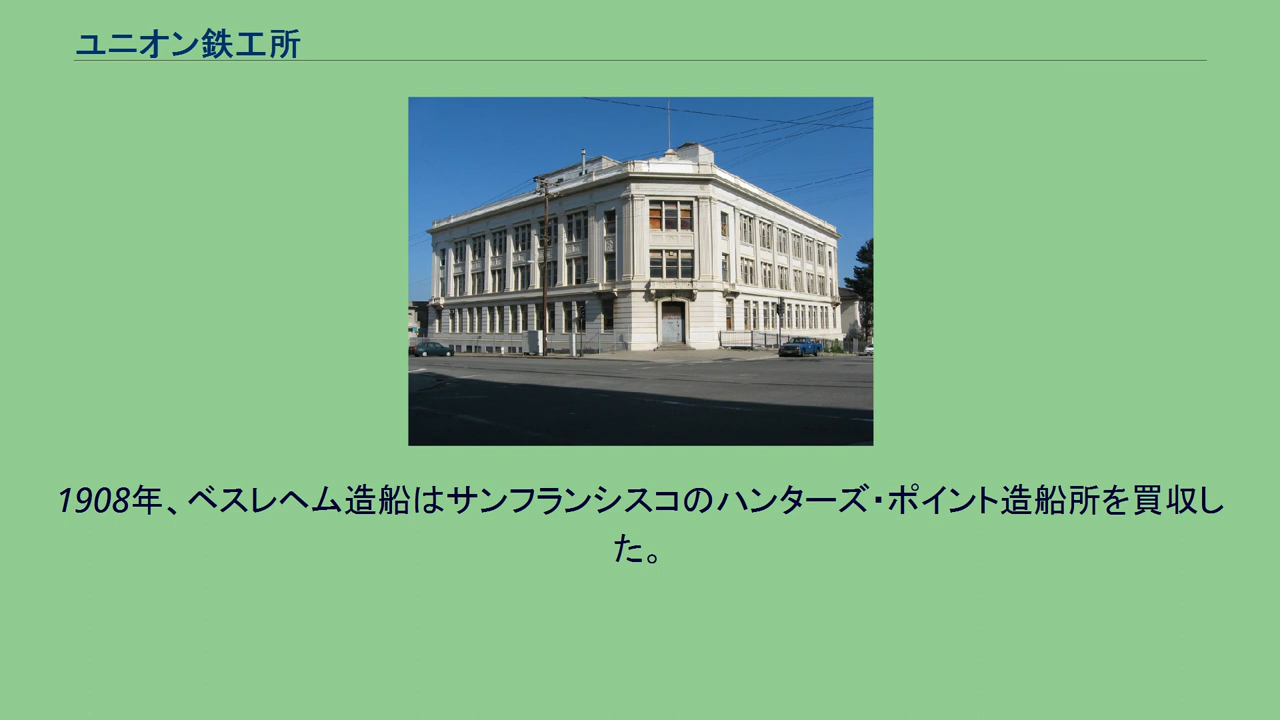 ユニオン鉄工所
1908年、ベスレヘム造船はサンフランシスコのハンターズ・ポイント造船所を買収し
た。